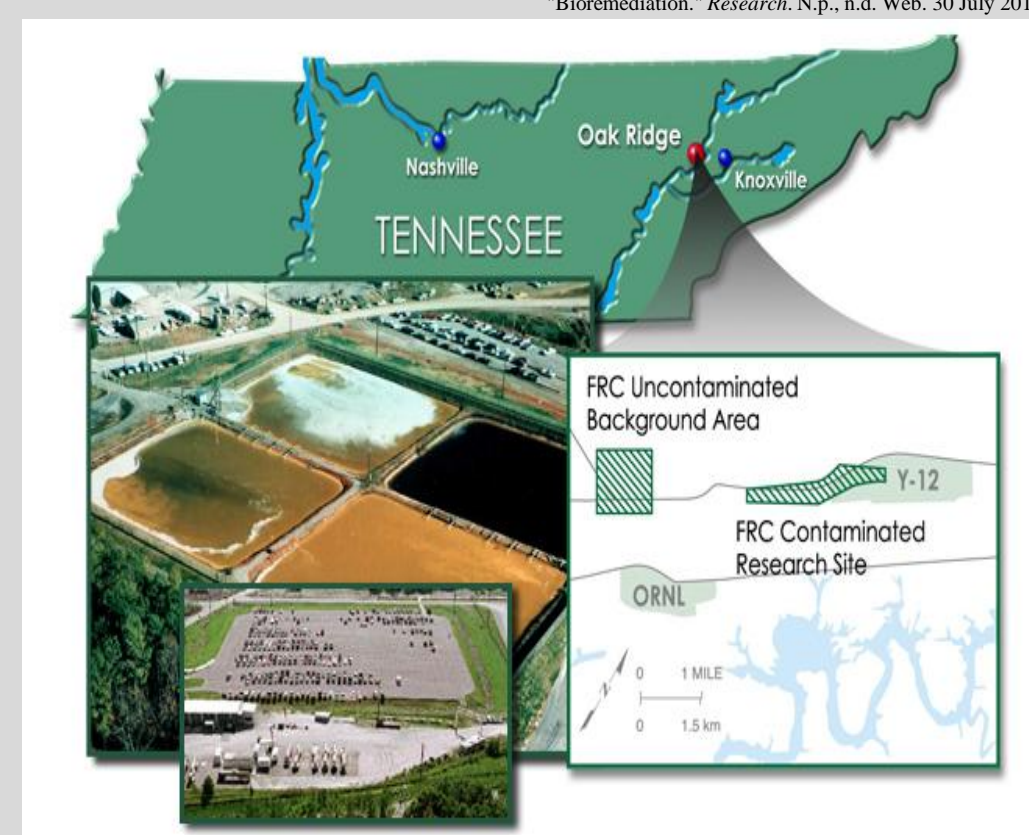 "Bioremediation." Research. N.p., n.d. Web. 30 July 201
Oak Ridge
Nashville
Knoxville
TENNESSEE
FRC Uncontaminated
Background Area
Y-12
FRC Contaminated
Research Site
ORNL
N
0 1 MILE
0 1.5 km